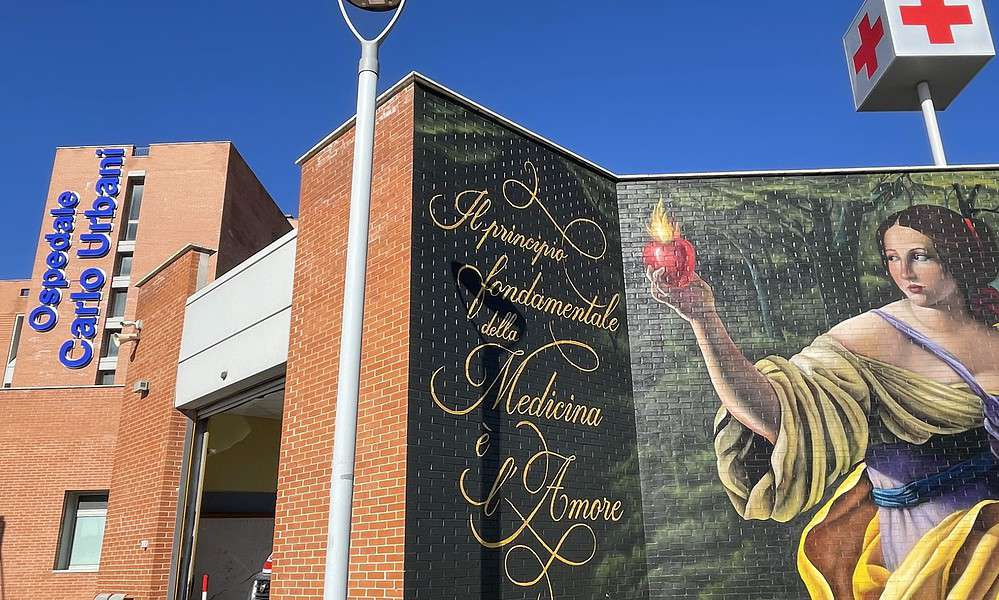 Ospedale
Carlo Urbani
Il principio
fondamentale
della
Medicina
è
l'Amore